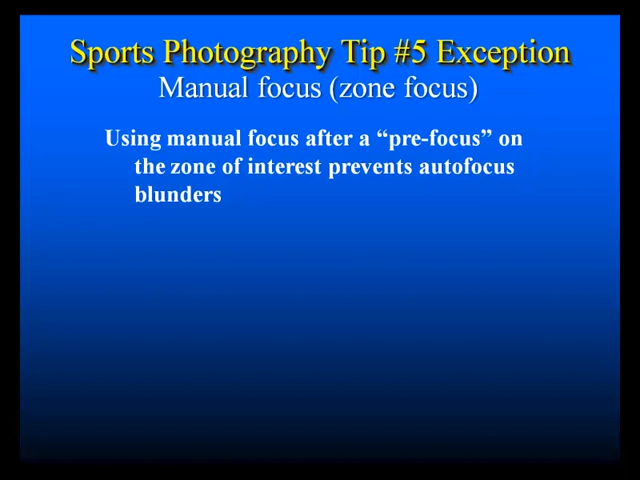 Sports Photography Tip #5 Exception
Manual focus (zone focus)
Using manual focus after a “pre-focus” on
the zone of interest prevents autofocus
blunders